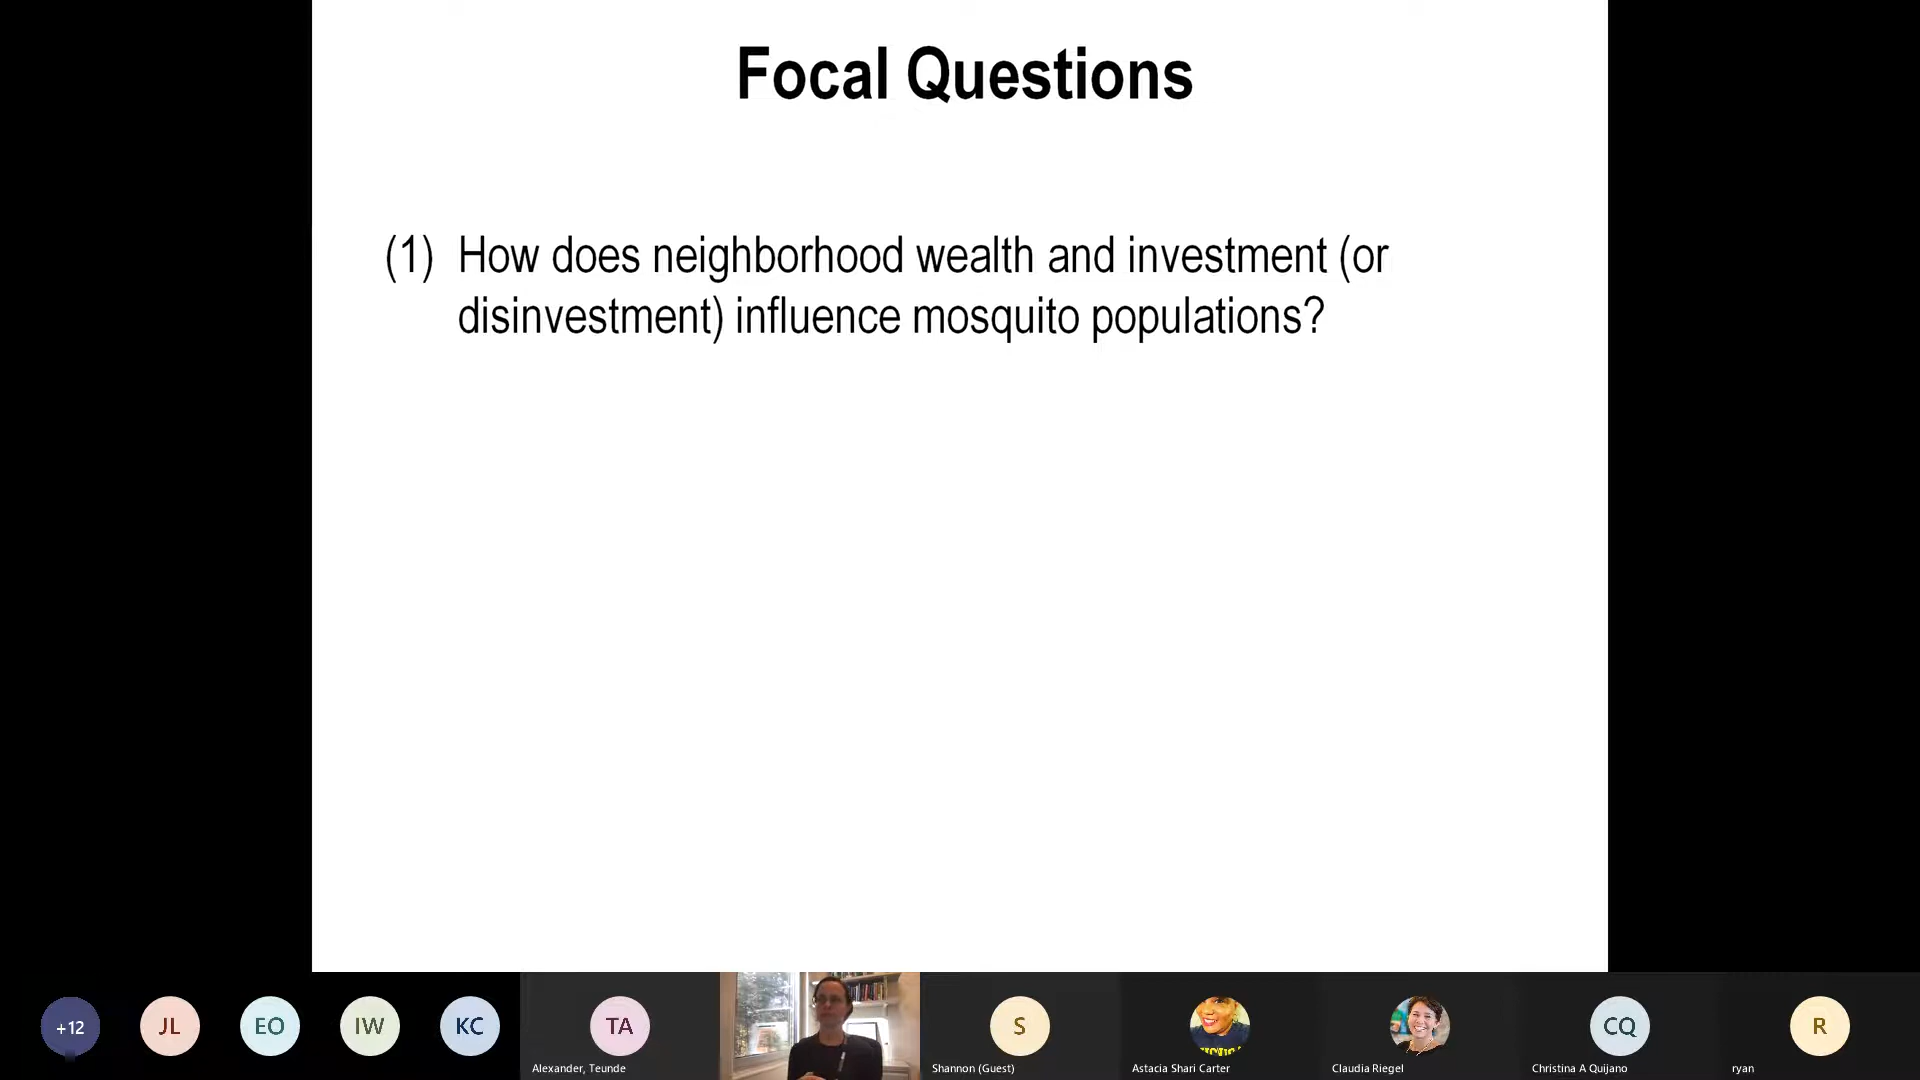 Focal Questions
(1) How does neighborhood wealth and investment (or
disinvestment) influence mosquito populations?
+12
JL
EO
IW
KC
TA
Alexander, Teunde
S
Shannon (Guest)
Astacia Shari Carter
Claudia Riegel
CQ
Christina A Quijano
R
ryan